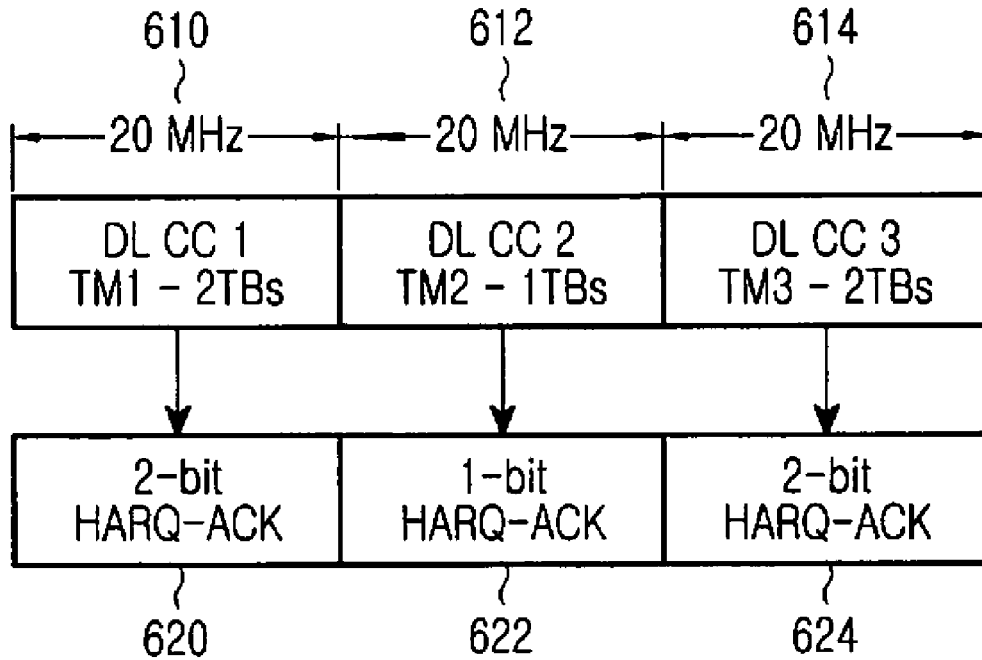 610 612 614
20 MHz 20 MHz 20 MHz
DL CC 1 DL CC 2 DL CC 3
TM1 - 2TBs TM2 - 1TBs TM3 - 2TBs
2-bit 1-bit 2-bit
HARQ-ACK HARQ-ACK HARQ-ACK
620 622 624